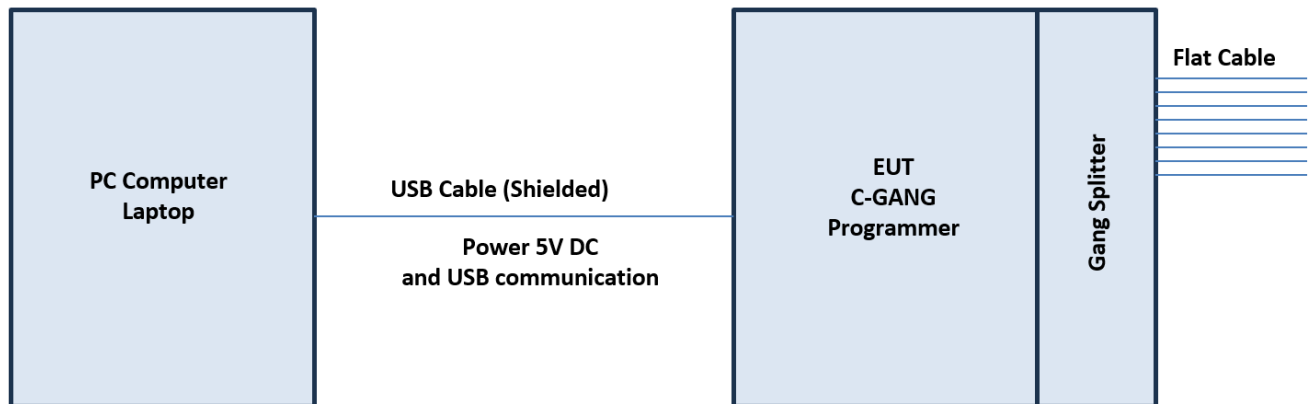 PC Computer
Laptop
USB Cable (Shielded)
Power 5V DC
and USB communication
EUT
C-GANG
Programmer
Gang Splitter
Flat Cable